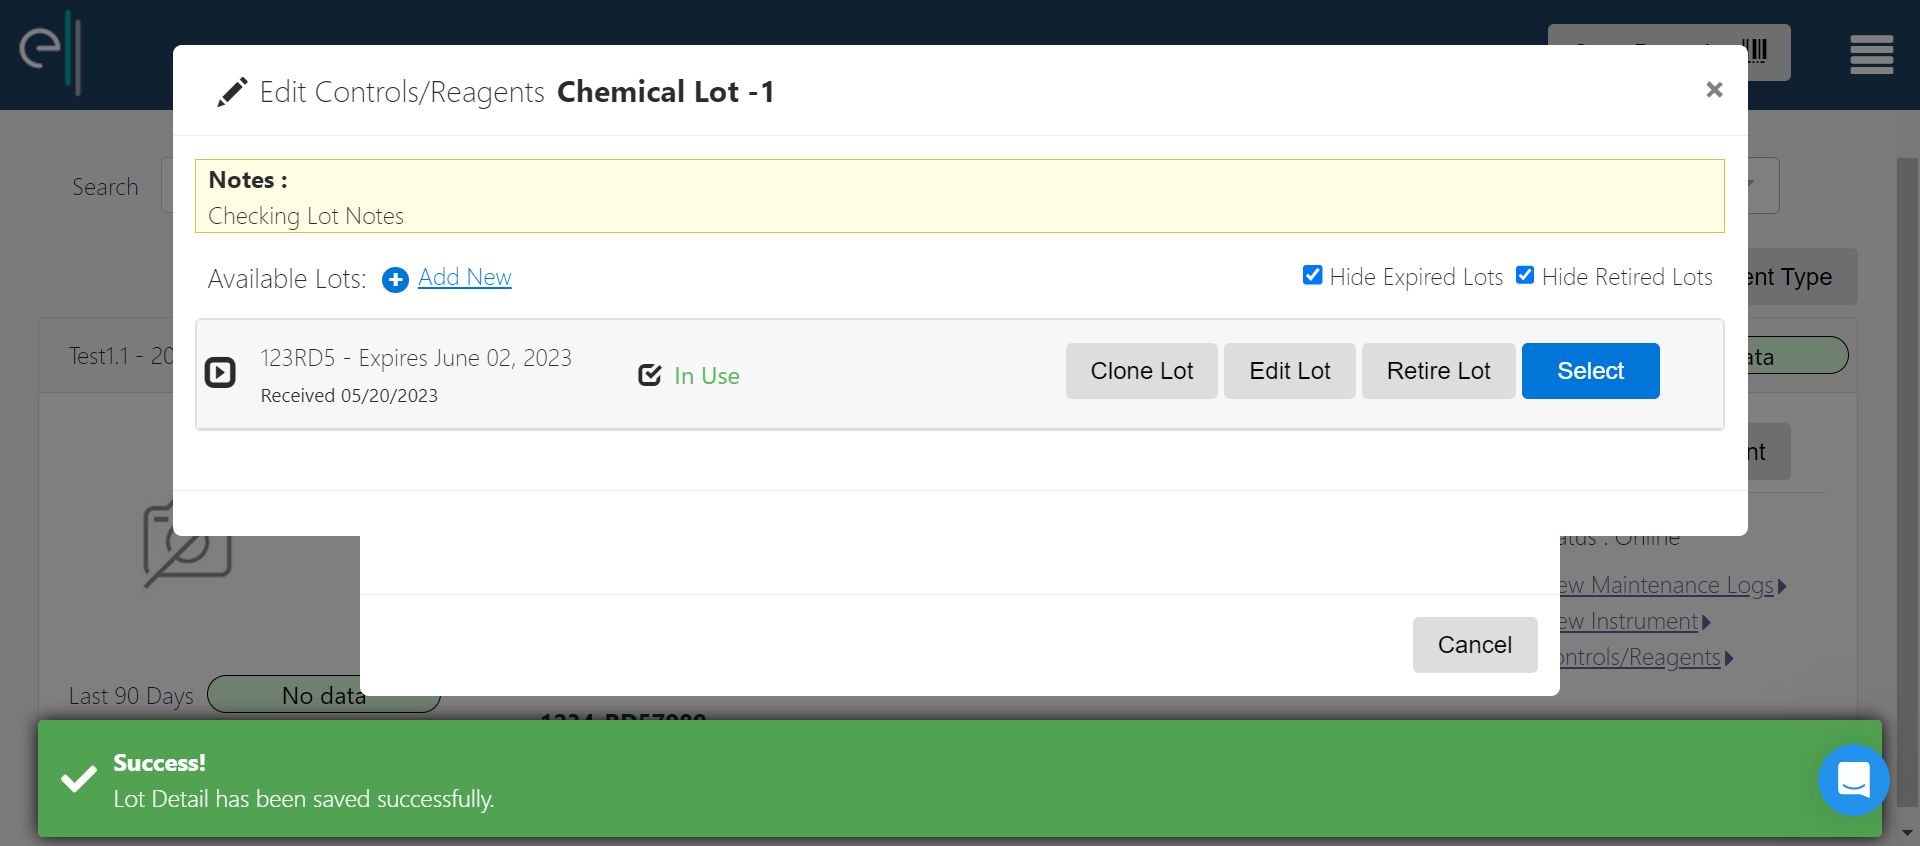 Edit Controls/Reagents Chemical Lot -1
×
Search
Notes :
Checking Lot Notes
Available Lots: Add New
Hide Expired Lots Hide Retired Lots
ent Type
Test1.1 - 20
123RD5 - Expires June 02, 2023
Received 05/20/2023
In Use
Clone Lot Edit Lot Retire Lot Select
ata
nt
atus : Online
ew Maintenance Logs
ew Instrument
ontrols/Reagents
Cancel
Last 90 Days No data
Success!
Lot Detail has been saved successfully.